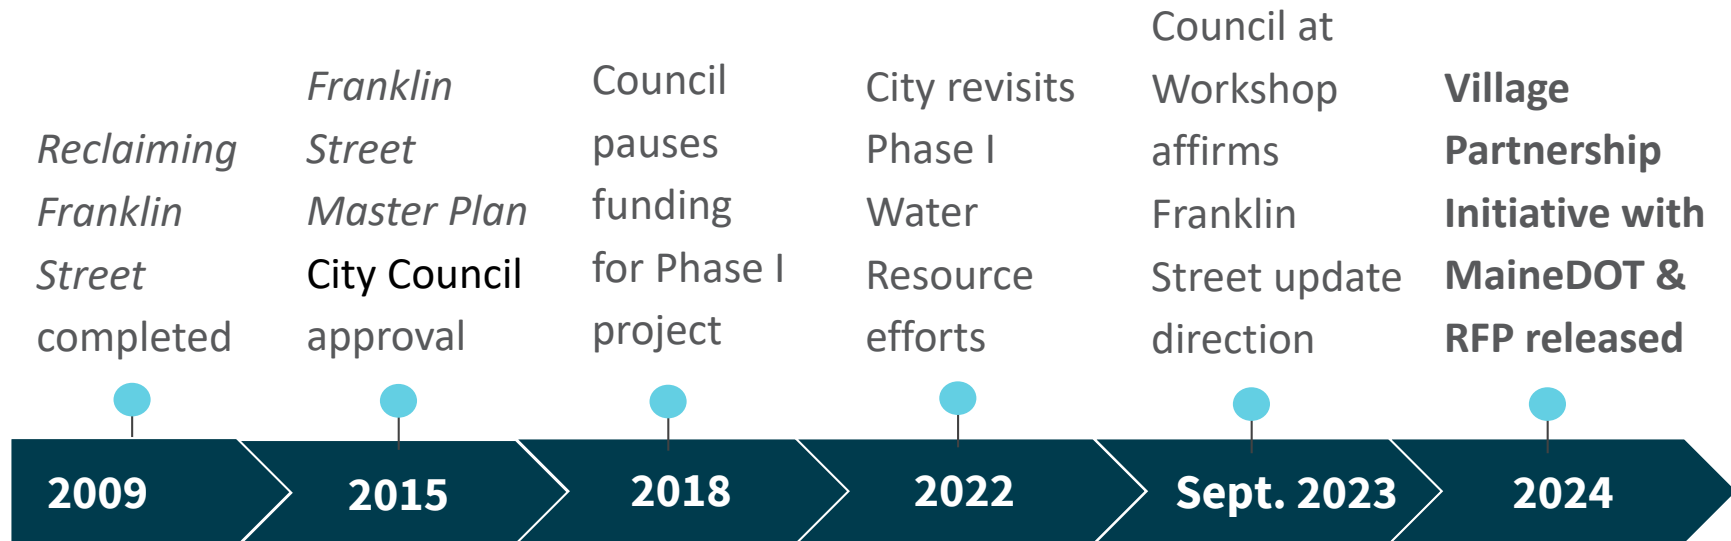 Reclaiming
Franklin
Street
completed
Franklin
Street
Master Plan
City Council
approval
Council
pauses
funding
for Phase I
project
City revisits
Phase I
Water
Resource
efforts
Council at
Workshop
affirms
Franklin
Street update
direction
Village
Partnership
Initiative with
MaineDOT &
RFP released
2009
2015
2018
2022
Sept. 2023
2024